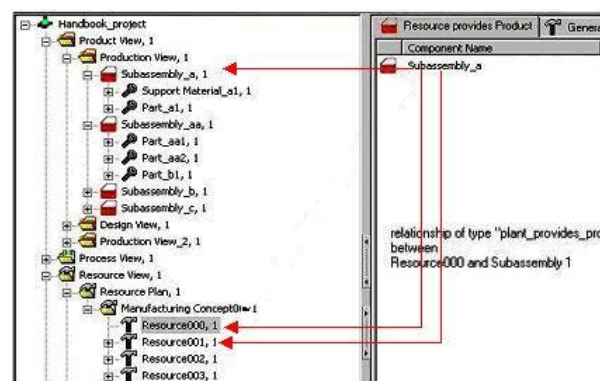 Handbook_project
Product View, 1
Production View, 1
Subassembly_a, 1
Support Material_a1, 1
Part_a1, 1
Subassembly_aa, 1
Part_aa1, 1
Part_aa2, 1
Part_b1, 1
Subassembly_b, 1
Subassembly_c, 1
Design View, 1
Production View_2, 1
Process View, 1
Resource View, 1
Resource Plan, 1
Manufacturing Concept
Resource000, 1
Resource001, 1
Resource002, 1
Resource003, 1
Resource provides Product
Genera
Component Name
Subassembly_a
relationship of type "plant_provides_pro
between
Resource000 and Subassembly 1